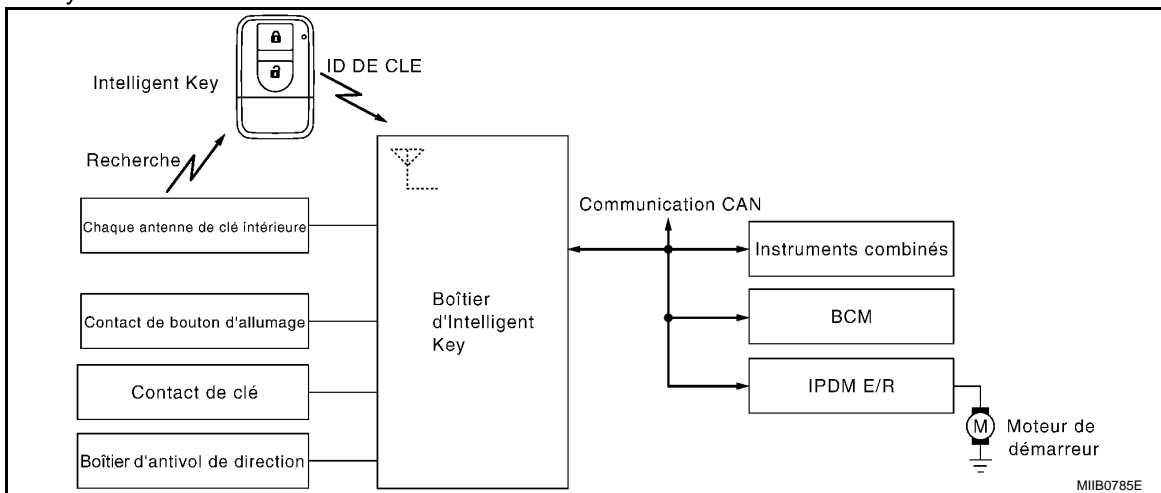 Intelligent Key
ID DE CLE
Recherche
Chaque antenne de clé intérieure
Contact de bouton d'allumage
Contact de clé
Boîtier d'antivol de direction
Boîtier
d'Intelligent
Key
Communication CAN
Instruments combinés
BCM
IPDM E/R
M
Moteur de
démarreur
MIIB0785E